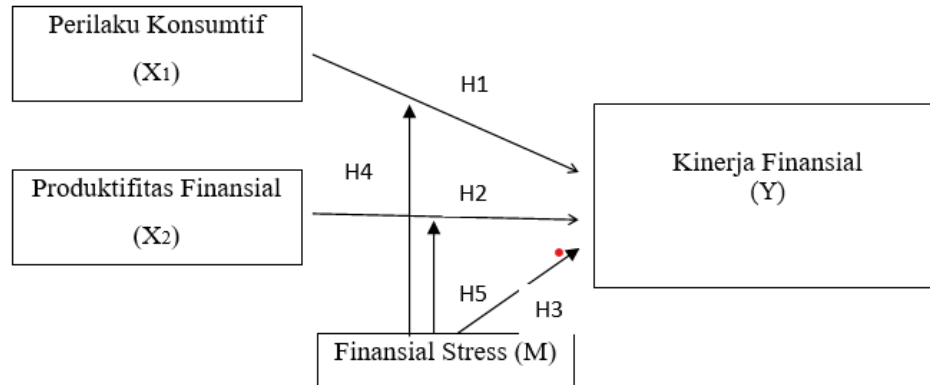 Perilaku Konsumtif
(X1)
H1
Kinerja Finansial
(Y)
H4
H2
Produktifitas Finansial
(X2)
H5
H3
Finansial Stress (M)